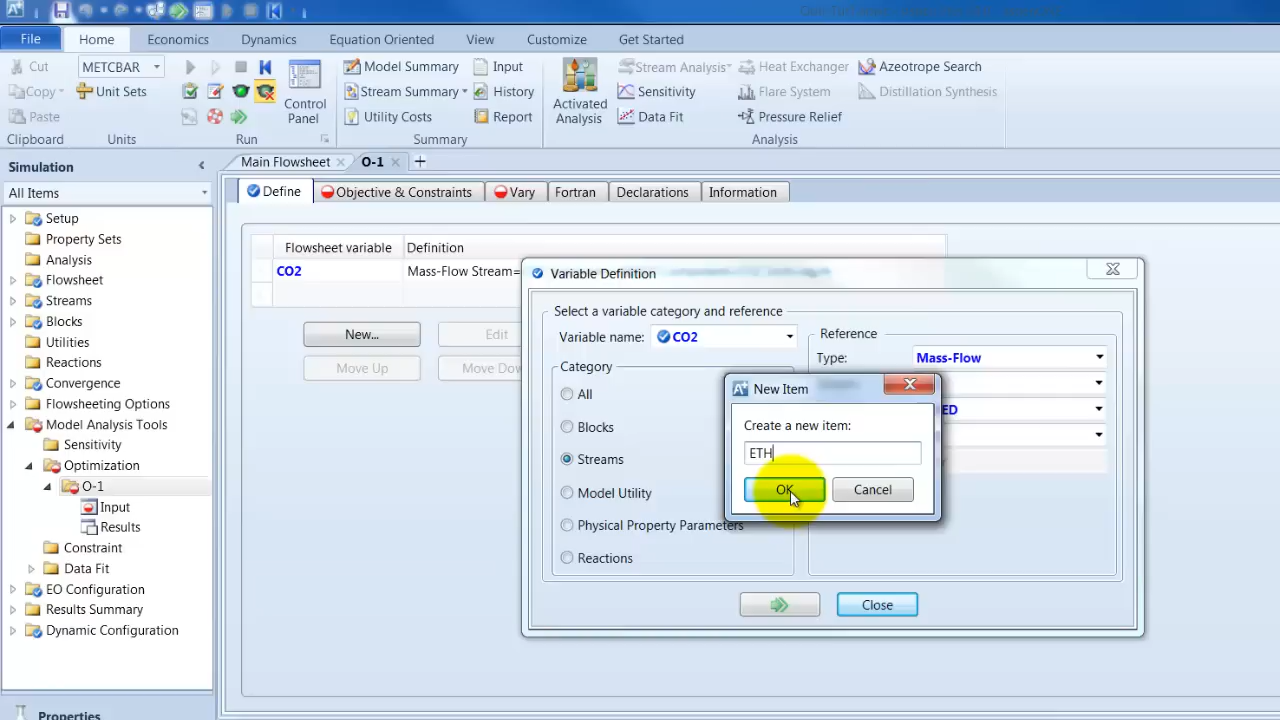 File Home Economics Dynamics Equation Oriented View Customize Get Started
Cut METCBAR Model Summary Input Stream Analysis Heat Exchanger Azeotrope Search
Copy Unit Sets Stream Summary History Sensitivity Flare System Distillation Synthesis
Paste Control Panel Utility Costs Report Activated Analysis Data Fit Pressure Relief
Clipboard Units Run Summary Analysis
Simulation
Main Flowsheet O-1
All Items
Define Objective & Constraints Vary Fortran Declarations Information
Setup
Property Sets
Analysis
Flowsheet
Streams
Blocks
Utilities
Reactions
Convergence
Flowsheeting Options
Model Analysis Tools
Sensitivity
Optimization
O-1
Input
Results
Constraint
Data Fit
EO Configuration
Results Summary
Dynamic Configuration
Properties
Flowsheet variable Definition
CO2 Mass-Flow Stream=
New... Edit
Move Up Move Dow
Variable Definition
Select a variable category and reference
Variable name: CO2
Category
All
Blocks
Streams
Model Utility
Physical Property Parameters
Reactions
Reference
Type: Mass-Flow
ED
Close
New Item
Create a new item:
ETH
OK Cancel